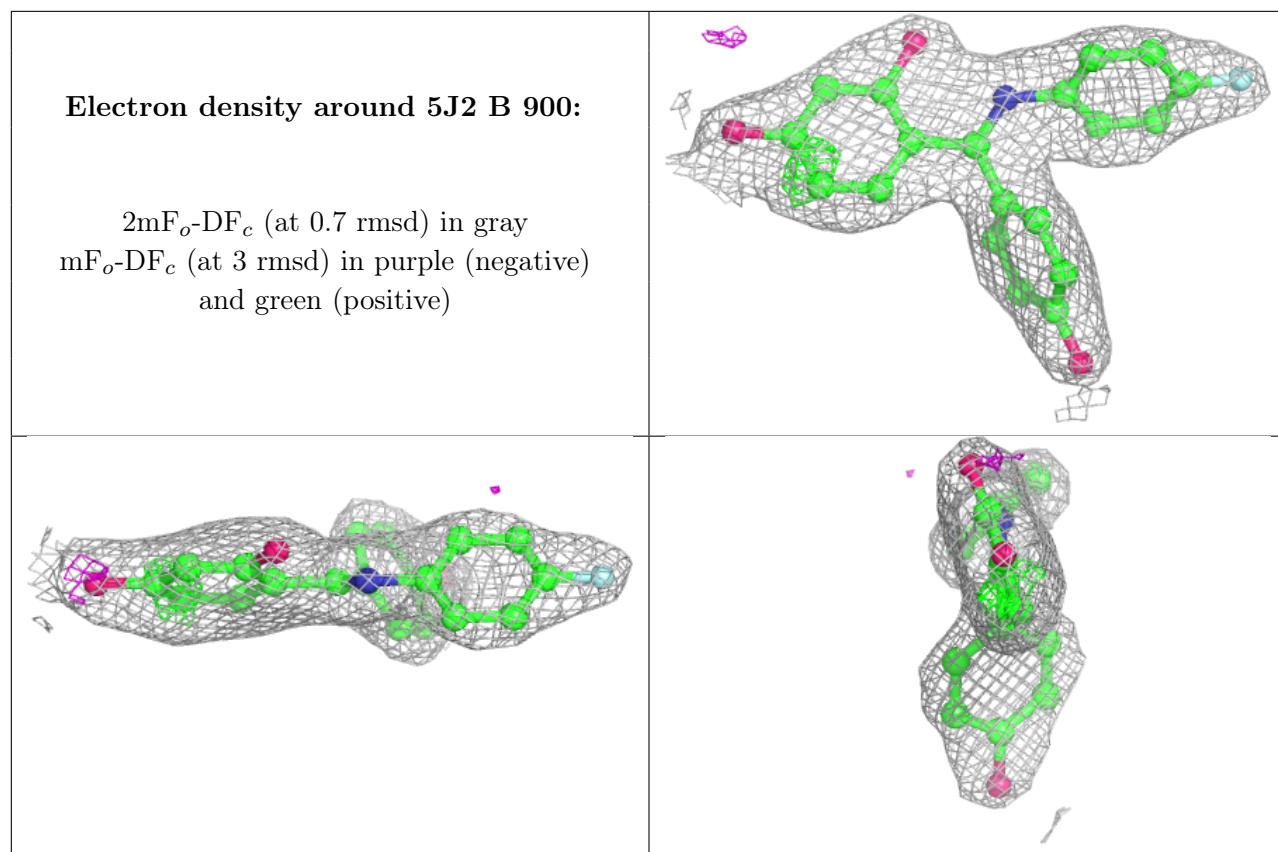 Electron density around 5J2 B 900:
2mFo-DFc (at 0.7 rmsd) in gray
mFo-DFc (at 3 rmsd) in purple (negative)
and green (positive)